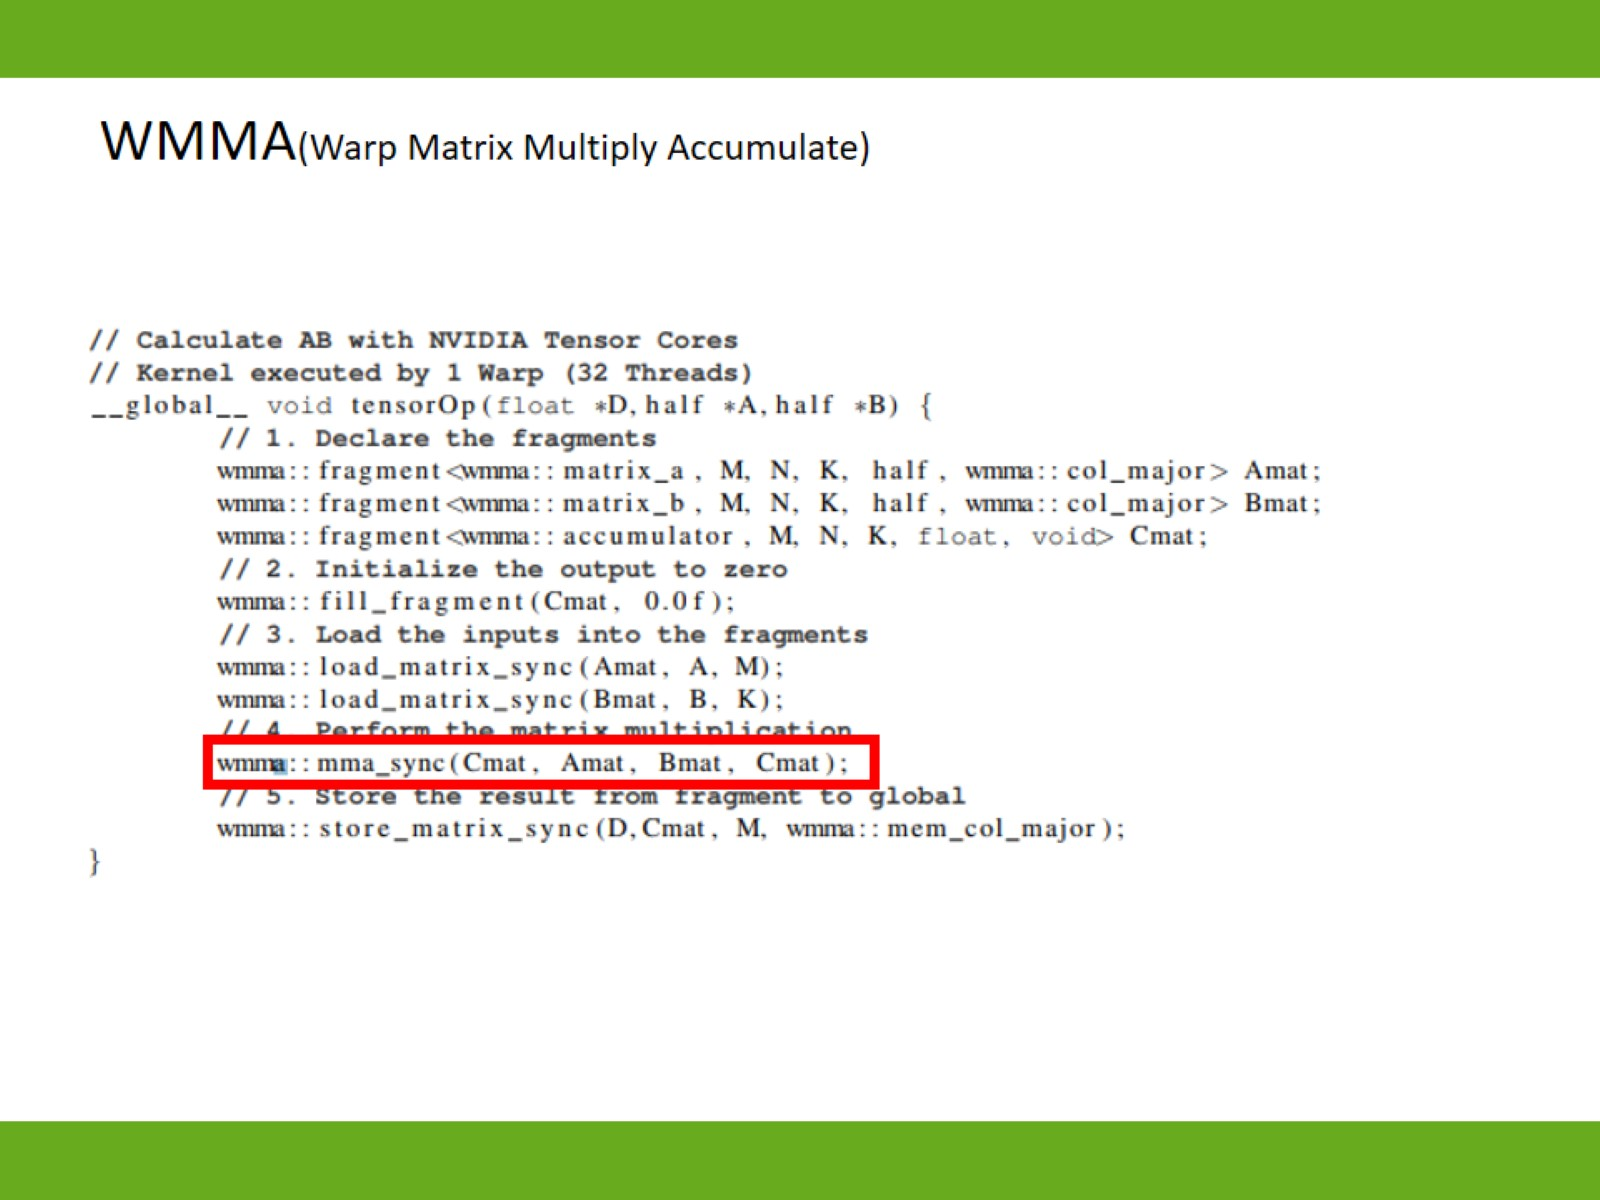 WMMA(Warp Matrix Multiply Accumulate)
// Calculate AB with NVIDIA Tensor Cores
// Kernel executed by 1 Warp (32 Threads)
__global__ void tensorOp(float *D,half *A,half *B) {
// 1. Declare the fragments
wmma::fragment<wmma::matrix_a, M, N, K, half, wmma::col_major> Amat;
wmma::fragment<wmma::matrix_b, M, N, K, half, wmma::col_major> Bmat;
wmma::fragment<wmma::accumulator, M, N, K, float, void> Cmat;
// 2. Initialize the output to zero
wmma::fill_fragment(Cmat, 0.0f);
// 3. Load the inputs into the fragments
wmma::load_matrix_sync(Amat, A, M);
wmma::load_matrix_sync(Bmat, B, K);
// 4. Perform the matrix multiplication
wmma::mma_sync(Cmat, Amat, Bmat, Cmat);
// 5. Store the result from fragment to global
wmma::store_matrix_sync(D,Cmat, M, wmma::mem_col_major);
}